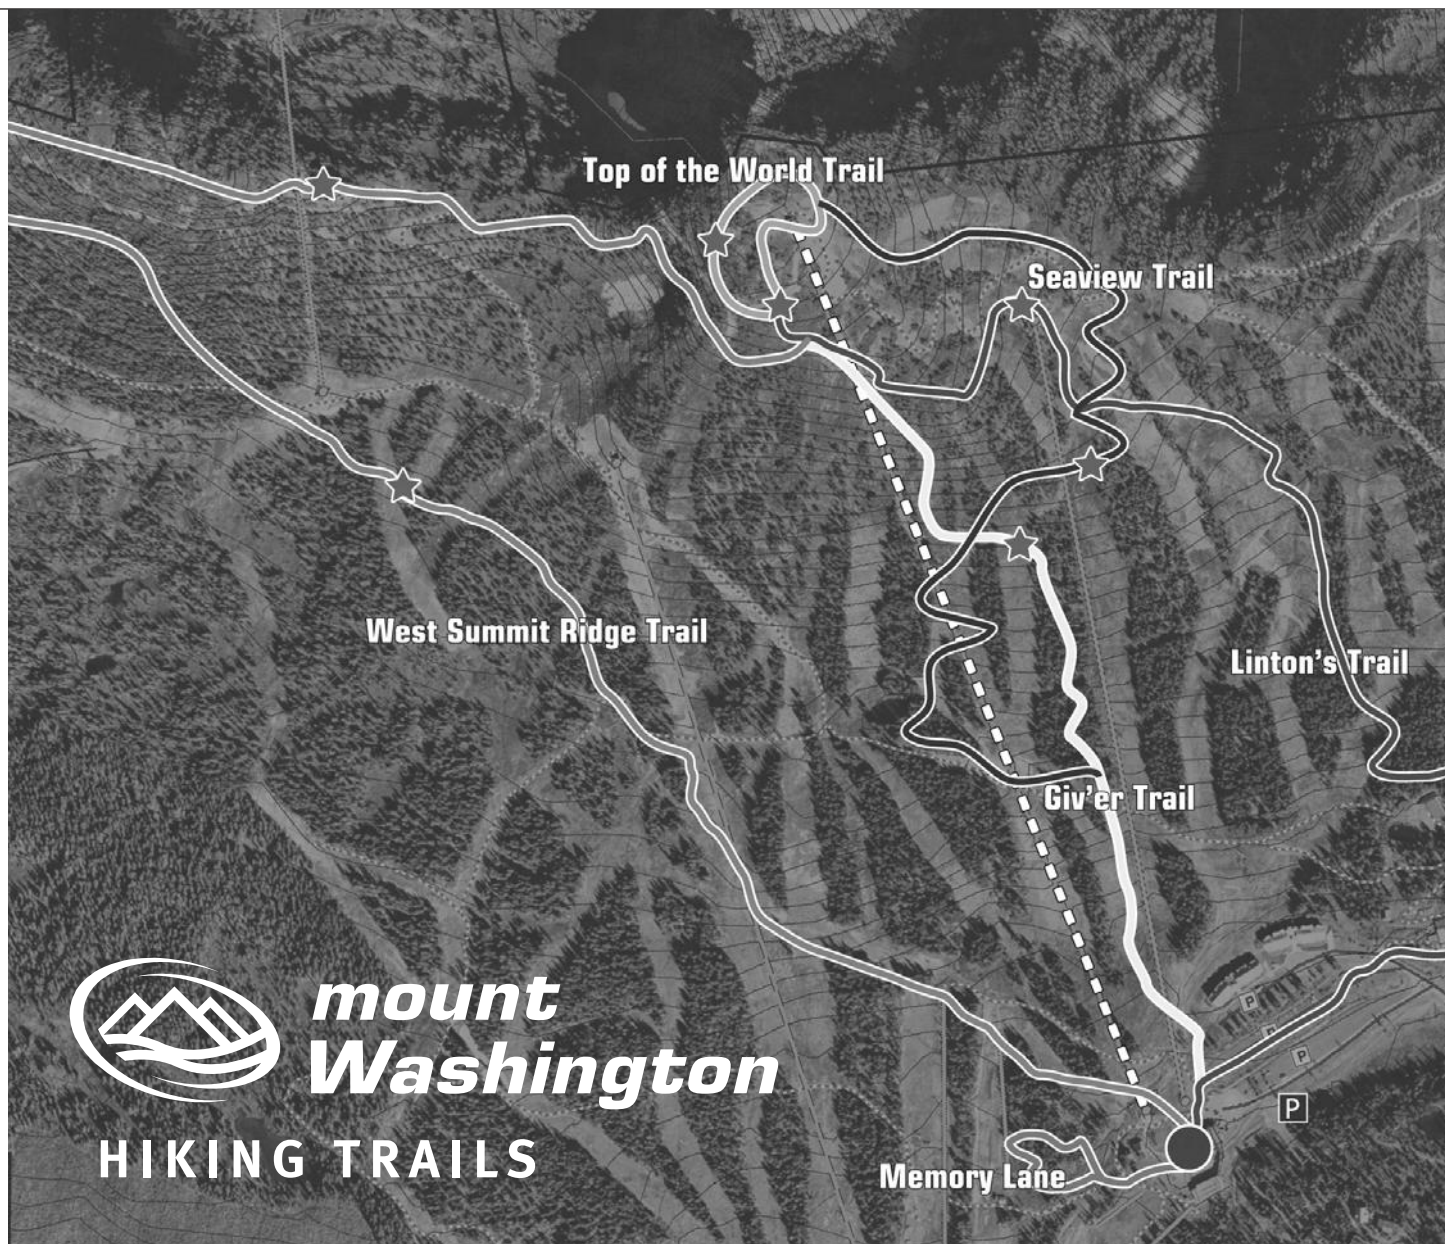 Top of the World Trail
Seaview Trail
West Summit Ridge Trail
Linton's Trail
Giv'er Trail
mount
Washington
HIKING TRAILS
P
P
P
Memory Lane